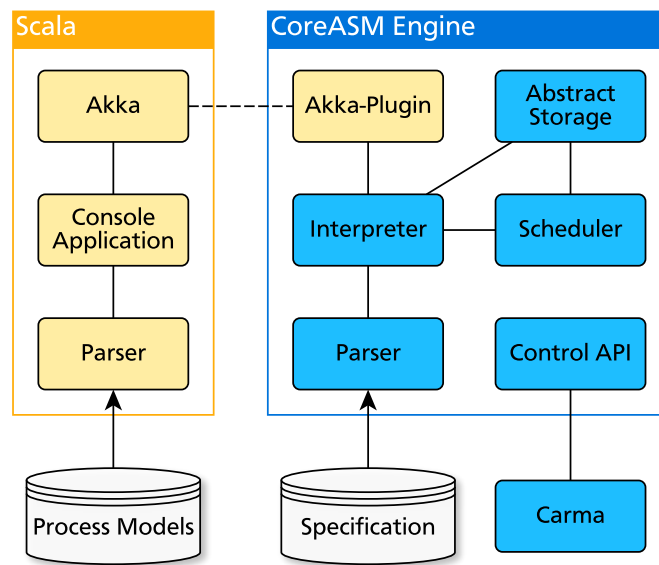 Scala
CoreASM Engine
Akka
Akka-Plugin
Abstract
Storage
Console
Application
Interpreter
Scheduler
Parser
Parser
Control API
Process Models
Specification
Carma